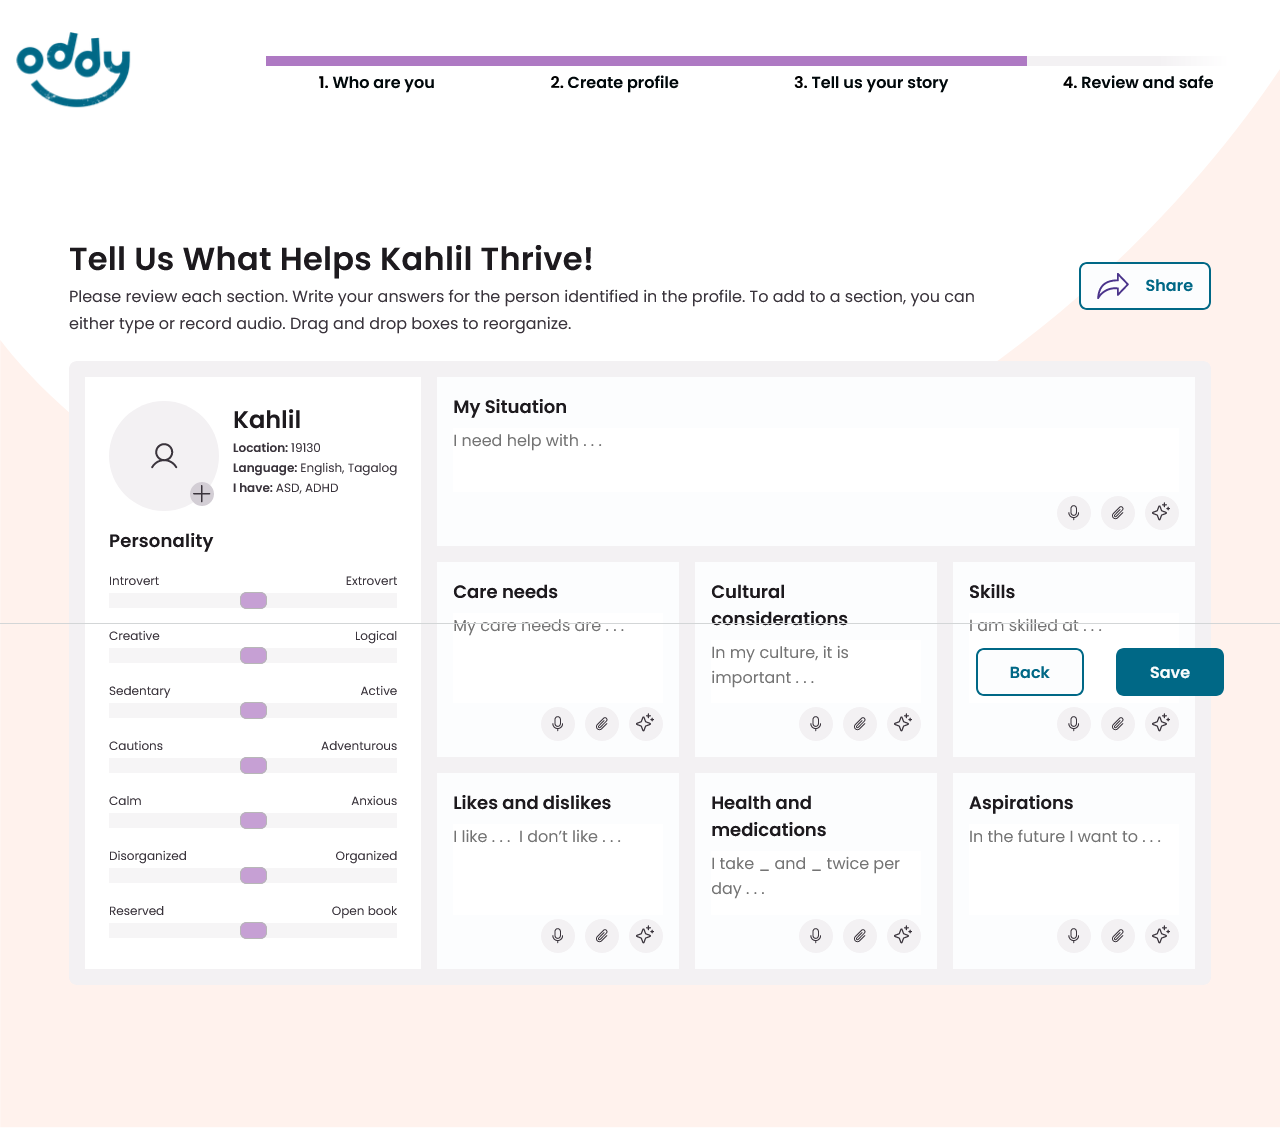 oddy
1. Who are you
2. Create profile
3. Tell us your story
4. Review and safe
Tell Us What Helps Kahlil Thrive!
Please review each section. Write your answers for the person identified in the profile. To add to a section, you can
either type or record audio. Drag and drop boxes to reorganize.
Share
Kahlil
Location: 19130
Language: English, Tagalog
I have: ASD, ADHD
Personality
Introvert Extrovert
Creative Logical
Sedentary Active
Cautions Adventurous
Calm Anxious
Disorganized Organized
Reserved Open book
My Situation
I need help with . . .
Care needs
My care needs are . . .
Cultural
considerations
In my culture, it is
important . . .
Skills
I am skilled at . . .
Back
Save
Likes and dislikes
I like . . .  I don’t like . . .
Health and
medications
I take _ and _ twice per
day . . .
Aspirations
In the future I want to . . .